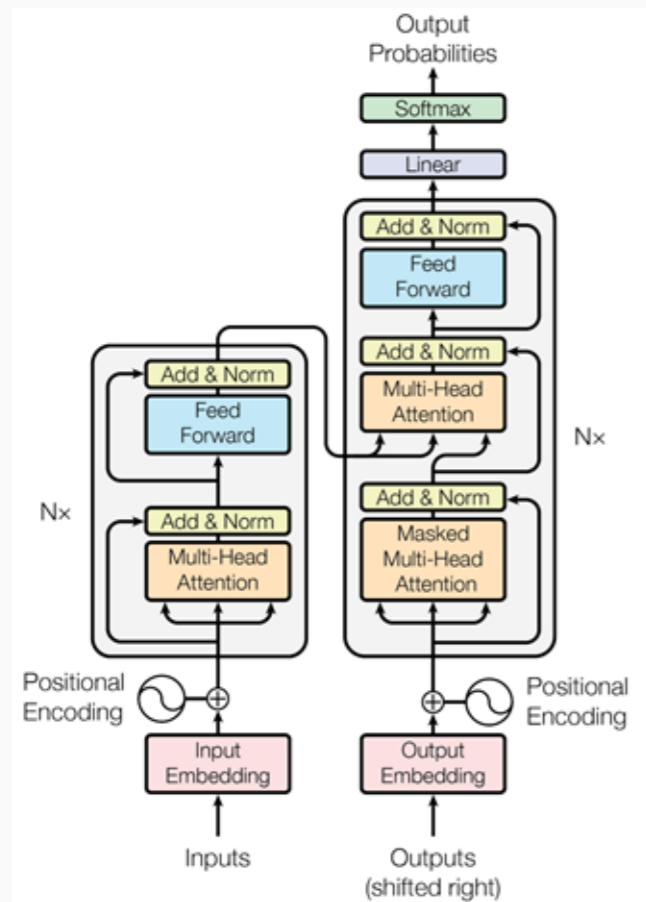 Output
Probabilities
Softmax
Linear
Add & Norm
Feed
Forward
Add & Norm
Multi-Head
Attention
Add & Norm
Masked
Multi-Head
Attention
Nx
Add & Norm
Feed
Forward
Add & Norm
Multi-Head
Attention
Nx
Positional
Encoding
Positional
Encoding
Input
Embedding
Output
Embedding
Inputs
Outputs
(shifted right)